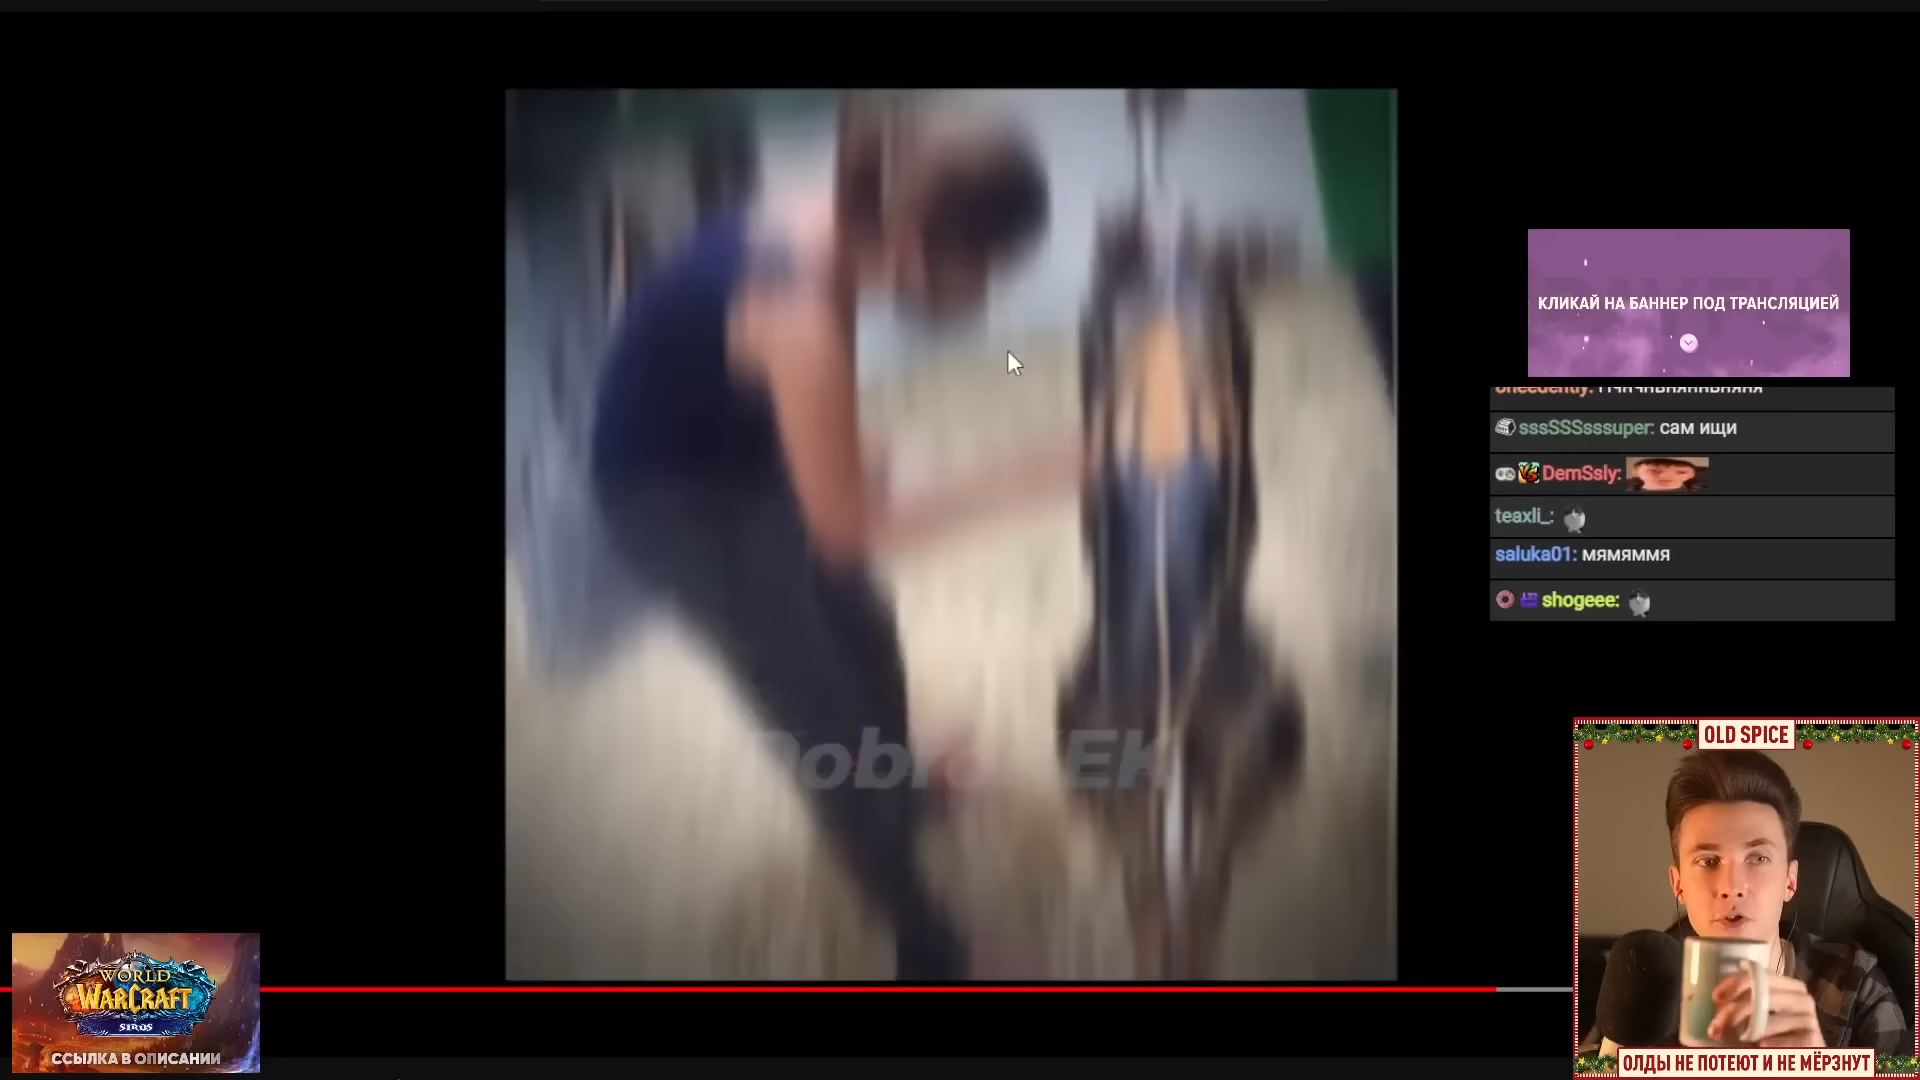 КЛИКАЙ НА БАННЕР ПОД ТРАНСЛЯЦИЕЙ
sssSSSsssuper: сам ищи
DemSsly:
teaxli_:
saluka01: мямяммя
shogeee:
OLD SPICE
WORLD
WARCRAFT
SIRUS
ССЫЛКА В ОПИСАНИИ
ОЛДЫ НЕ ПОТЕЮТ И НЕ МЁРЗНУТ